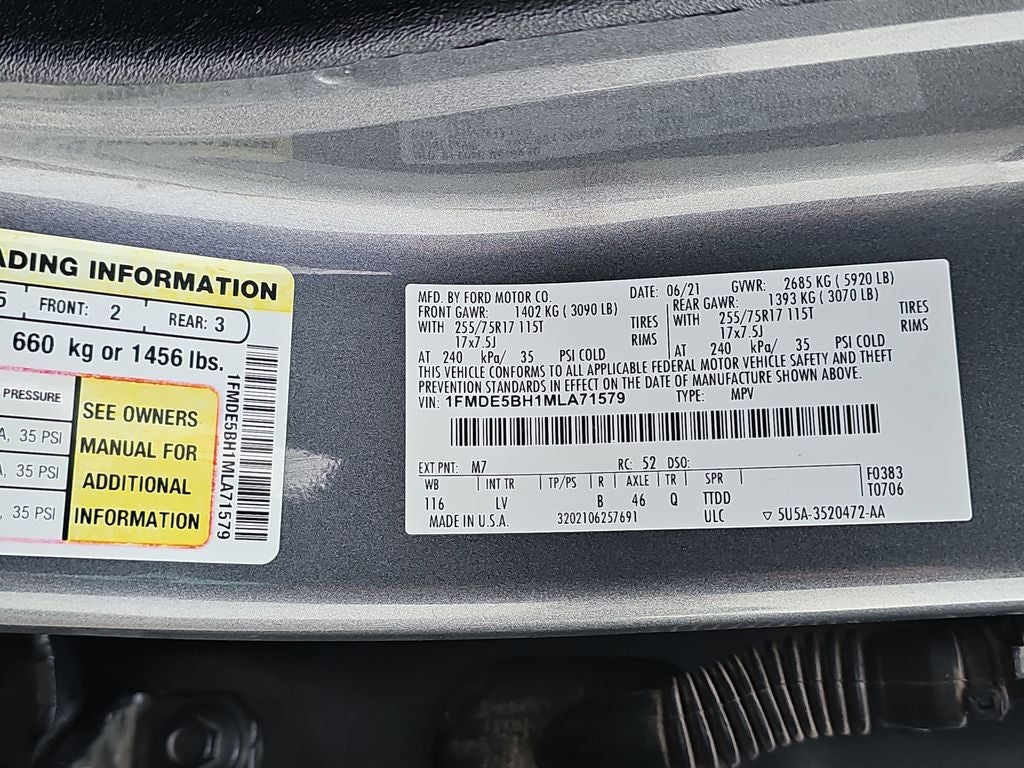 ADING INFORMATION
5 FRONT: 2 REAR: 3
660 kg or 1456 lbs.
PRESSURE
A, 35 PSI
A, 35 PSI
, 35 PSI
SEE OWNERS
MANUAL FOR
ADDITIONAL
INFORMATION
1FMDE5BH1MLA71579
MFD. BY FORD MOTOR CO. DATE: 06/21 GVWR: 2685 KG ( 5920 LB)
FRONT GAWR: 1402 KG ( 3090 LB) REAR GAWR: 1393 KG ( 3070 LB)
WITH 255/75R17 115T TIRES WITH 255/75R17 115T TIRES
17x7.5J RIMS 17x7.5J RIMS
AT 240 kPa/ 35 PSI COLD AT 240 kPa/ 35 PSI COLD
THIS VEHICLE CONFORMS TO ALL APPLICABLE FEDERAL MOTOR VEHICLE SAFETY AND THEFT
PREVENTION STANDARDS IN EFFECT ON THE DATE OF MANUFACTURE SHOWN ABOVE.
VIN: 1FMDE5BH1MLA71579 TYPE: MPV
EXT PNT: M7 RC: 52 DSO: F0383
WB INT TR TP/PS R AXLE TR SPR T0706
116 LV B 46 Q TTDD
MADE IN U.S.A. 3202106257691 ULC ▽ 5U5A-3520472-AA